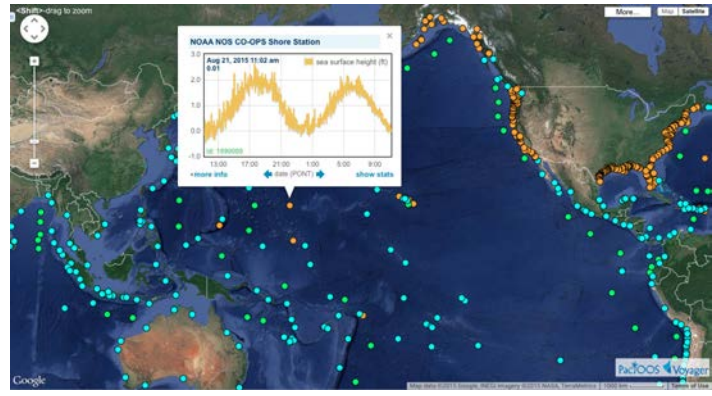 <Shift>-drag to zoom
More...
Map
Satellite
NOAA NOS CO-OPS Shore Station
Aug 21, 2015 11:02 am
0.01
sea surface height (ft)
3.0
2.0
1.0
0.0
-1.0
id: 1890000
13:00 17:00 21:00 1:00 5:00 9:00
+more info
date (PONT)
show stats
PacIOOS Voyager
Google
Map data ©2015 Google, INEGI Imagery ©2015 NASA, TerraMetrics
1000 km
Terms of Use